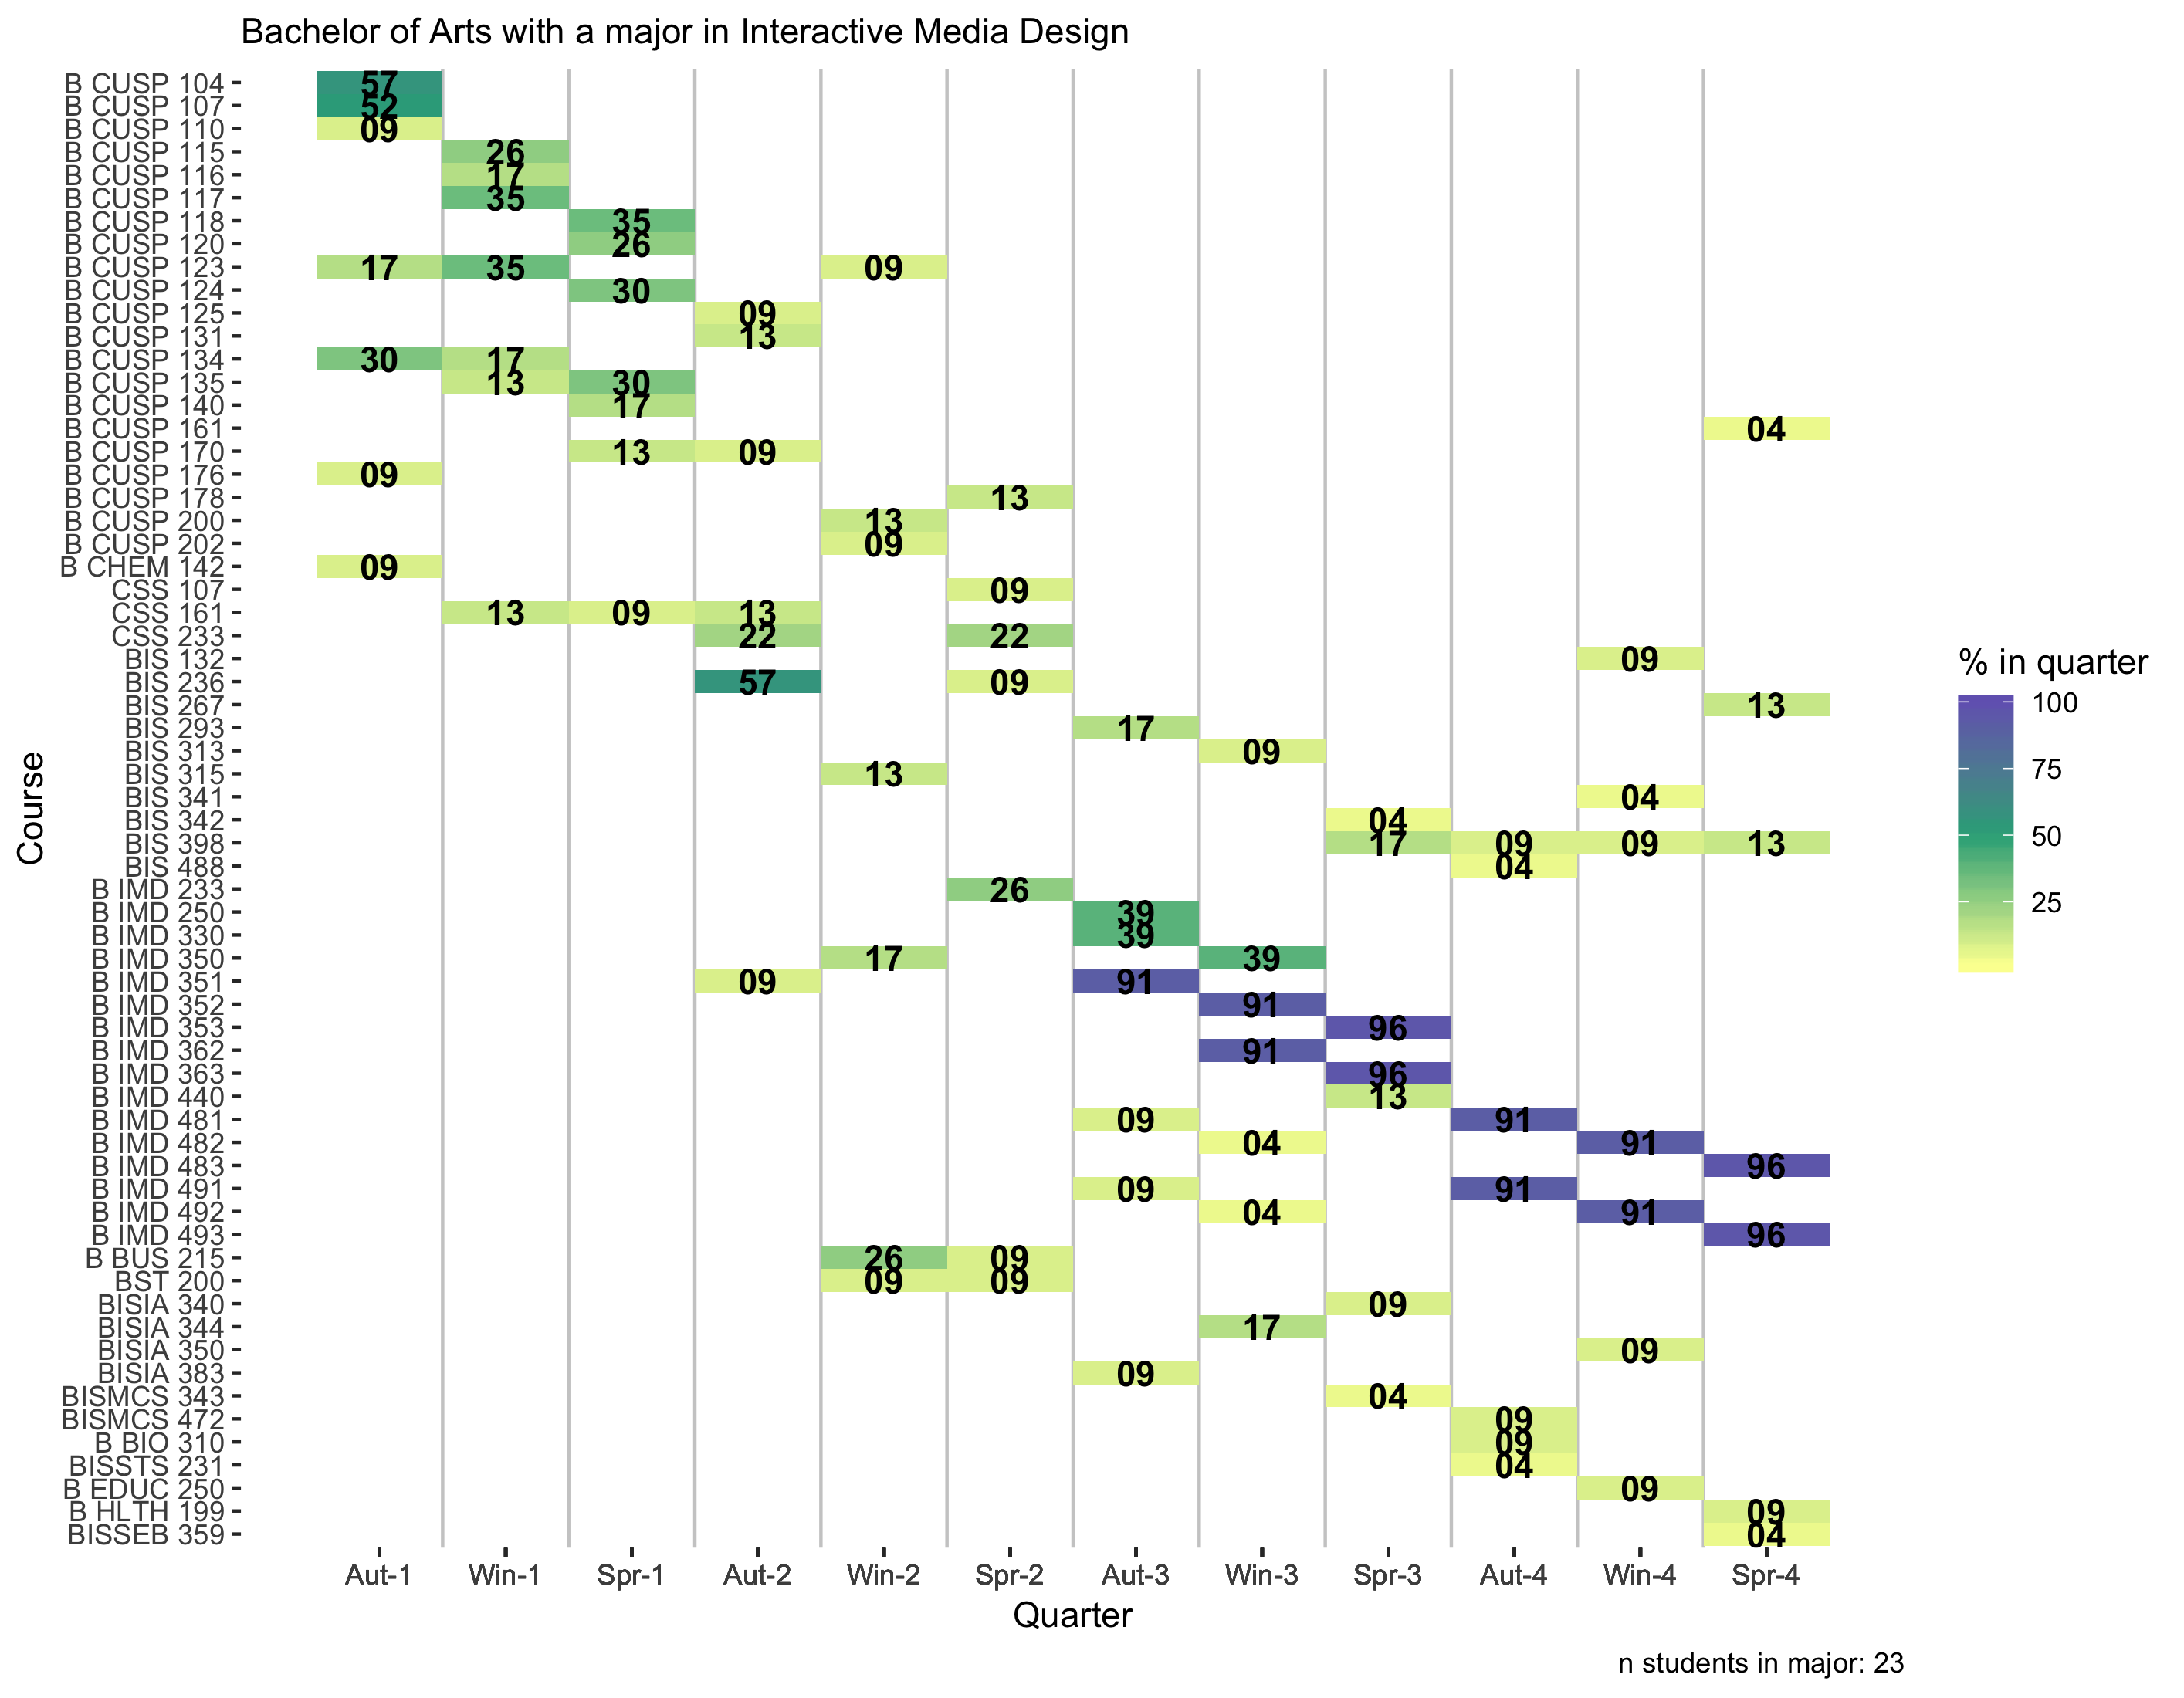 Bachelor of Arts with a major in Interactive Media Design
B CUSP 104 57
B CUSP 107 52
B CUSP 110 09
B CUSP 115 26
B CUSP 116 17
B CUSP 117 35
B CUSP 118 35
B CUSP 120 26
B CUSP 123 17 35 09
B CUSP 124 30
B CUSP 125 09
B CUSP 131 13
B CUSP 134 30 17
B CUSP 135 13 30
B CUSP 140 17
B CUSP 161 04
B CUSP 170 13 09
B CUSP 176 09
B CUSP 178 13
B CUSP 200 13
B CUSP 202 09
B CHEM 142 09
CSS 107 09
CSS 161 13 09 13
CSS 233 22 22
BIS 132 09
BIS 236 57 09
BIS 267 13
BIS 293 17
BIS 313 09
BIS 315 13
BIS 341 04
BIS 342 04
BIS 398 17 09 09 13
BIS 488 04
B IMD 233 26
B IMD 250 39
B IMD 330 39
B IMD 350 17 39
B IMD 351 09 91
B IMD 352 91
B IMD 353 96
B IMD 362 91
B IMD 363 96
B IMD 440 13
B IMD 481 09 91
B IMD 482 04 91
B IMD 483 96
B IMD 491 09 91
B IMD 492 04 91
B IMD 493 96
B BUS 215 26 09
BST 200 09 09
BISIA 340 09
BISIA 344 17
BISIA 350 09
BISIA 383 09
BISMCS 343 04
BISMCS 472 09
B BIO 310 09
BISSTS 231 04
B EDUC 250 09
B HLTH 199 09
BISSEB 359 04
Course
Aut-1 Win-1 Spr-1 Aut-2 Win-2 Spr-2 Aut-3 Win-3 Spr-3 Aut-4 Win-4 Spr-4
Quarter
% in quarter
100
75
50
25
n students in major: 23